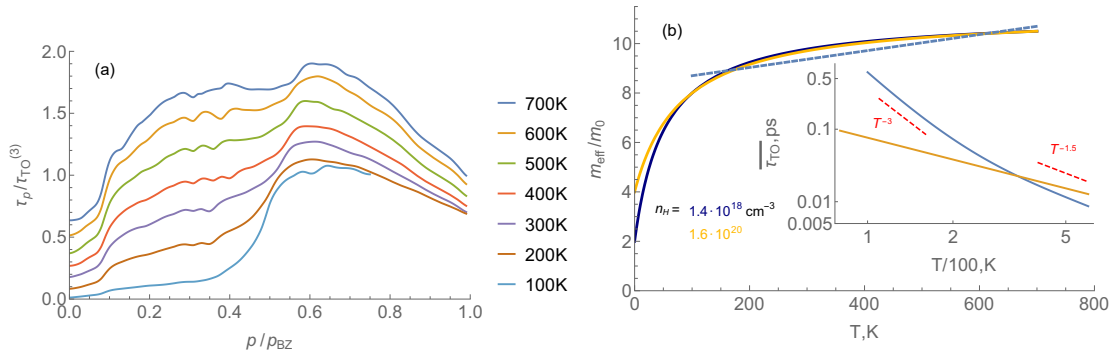 (a)
τp/τTO(3)
2.0
1.5
1.0
0.5
0.0
0.0 0.2 0.4 0.6 0.8 1.0
p/pBZ
700K
600K
500K
400K
300K
200K
100K
(b)
meff/m0
10
8
6
4
2
0
0 200 400 600 800
T,K
nH = 1.4·10^18 cm−3
1.6·10^20
τTO,ps
0.5
0.1
0.01
0.005
T−3
T−1.5
1 2 5
T/100,K